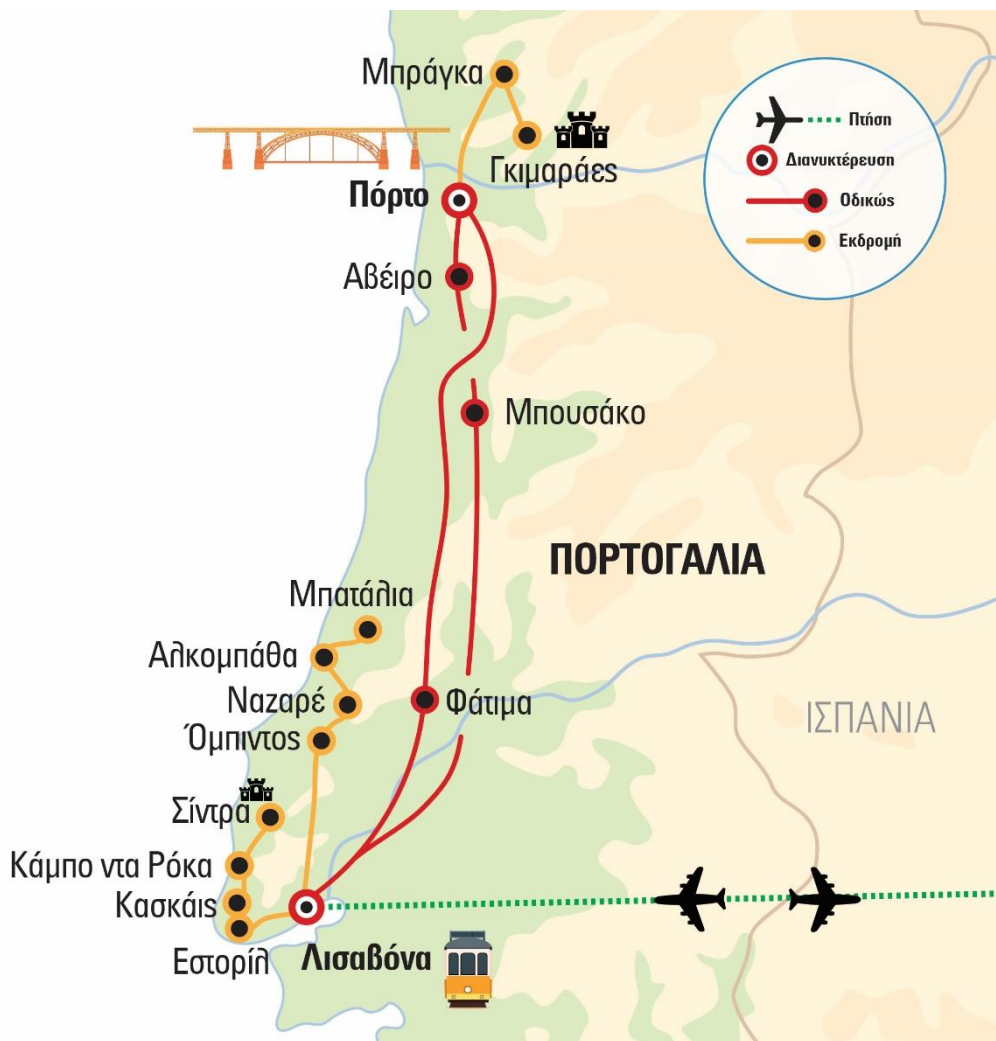 Μπράγκα
Γκιμαράες
Πόρτο
Αβέιρο
Μπουσάκο
ΠΟΡΤΟΓΑΛΙΑ
Μπατάλια
Αλκομπάθα
Ναζαρέ
Όμπιντος
Φάτιμα
ΙΣΠΑΝΙΑ
Σίντρα
Κάμπο ντα Ρόκα
Κασκάις
Εστορίλ
Λισαβόνα
Πτήση
Διανυκτέρευση
Οδικώς
Εκδρομή